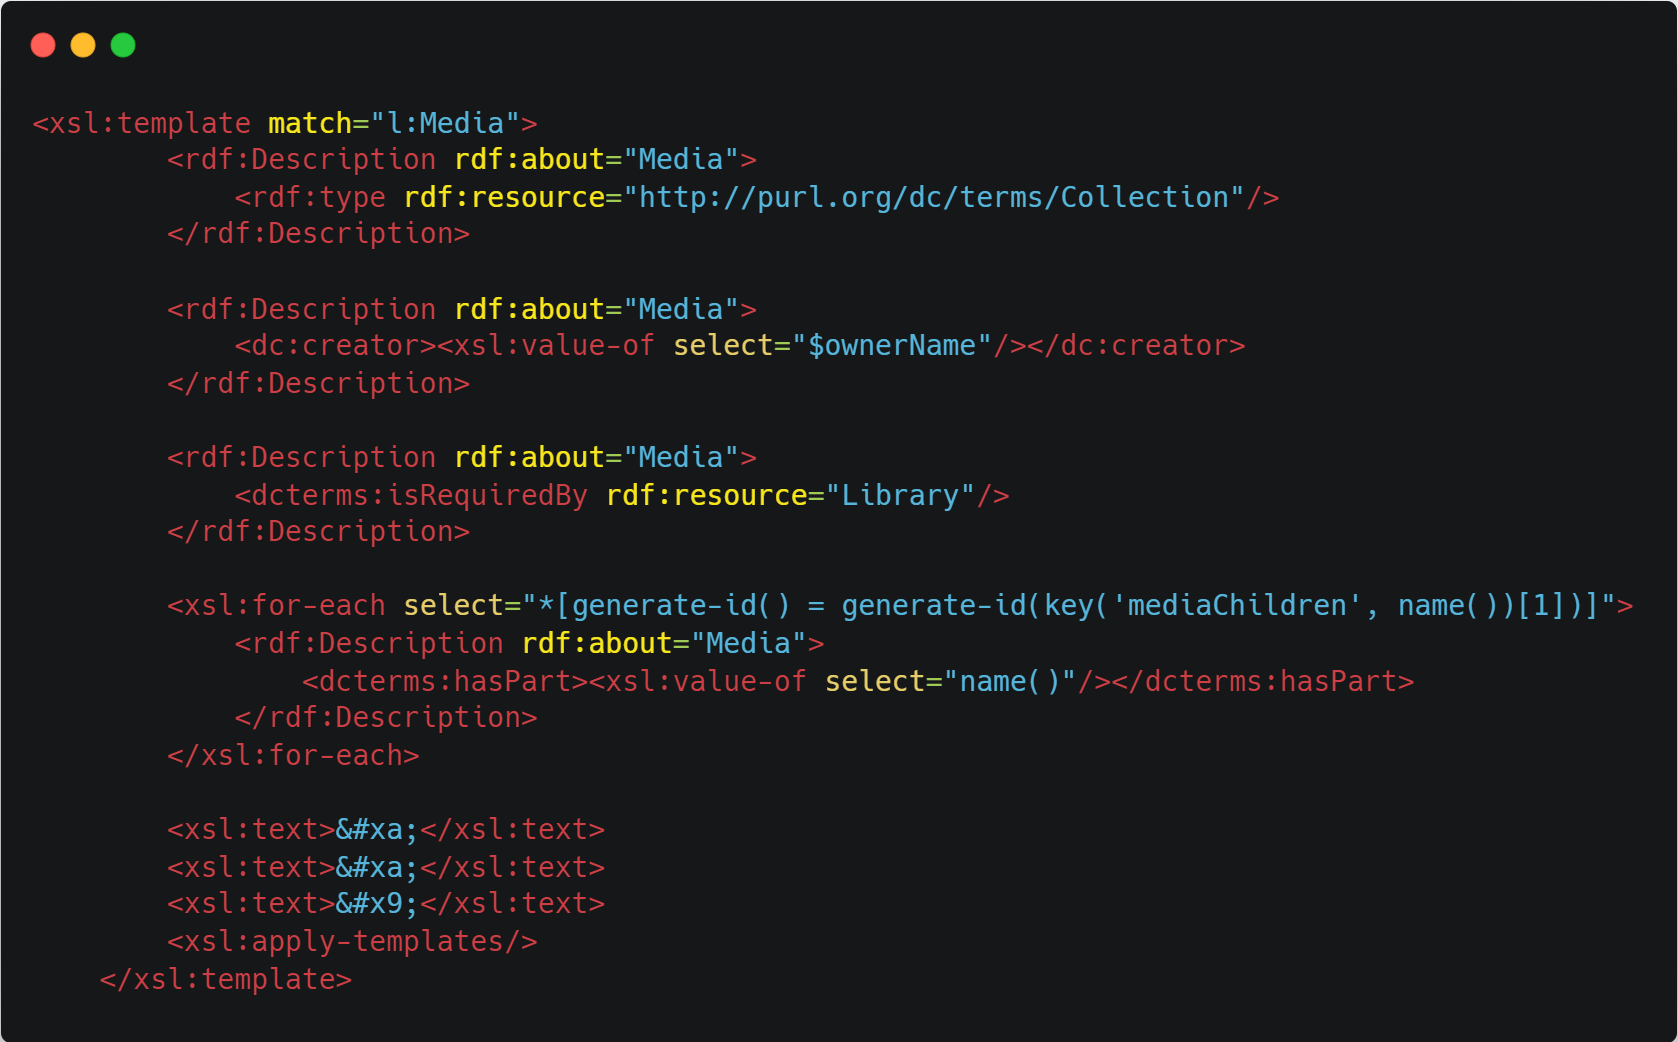 <xsl:template match="l:Media">
        <rdf:Description rdf:about="Media">
            <rdf:type rdf:resource="http://purl.org/dc/terms/Collection"/>
        </rdf:Description>

        <rdf:Description rdf:about="Media">
            <dc:creator><xsl:value-of select="$ownerName"/></dc:creator>
        </rdf:Description>

        <rdf:Description rdf:about="Media">
            <dcterms:isRequiredBy rdf:resource="Library"/>
        </rdf:Description>

        <xsl:for-each select="*[generate-id() = generate-id(key('mediaChildren', name())[1])]">
            <rdf:Description rdf:about="Media">
                <dcterms:hasPart><xsl:value-of select="name()"/></dcterms:hasPart>
            </rdf:Description>
        </xsl:for-each>

        <xsl:text>&#xa;</xsl:text>
        <xsl:text>&#xa;</xsl:text>
        <xsl:text>&#x9;</xsl:text>
        <xsl:apply-templates/>
    </xsl:template>